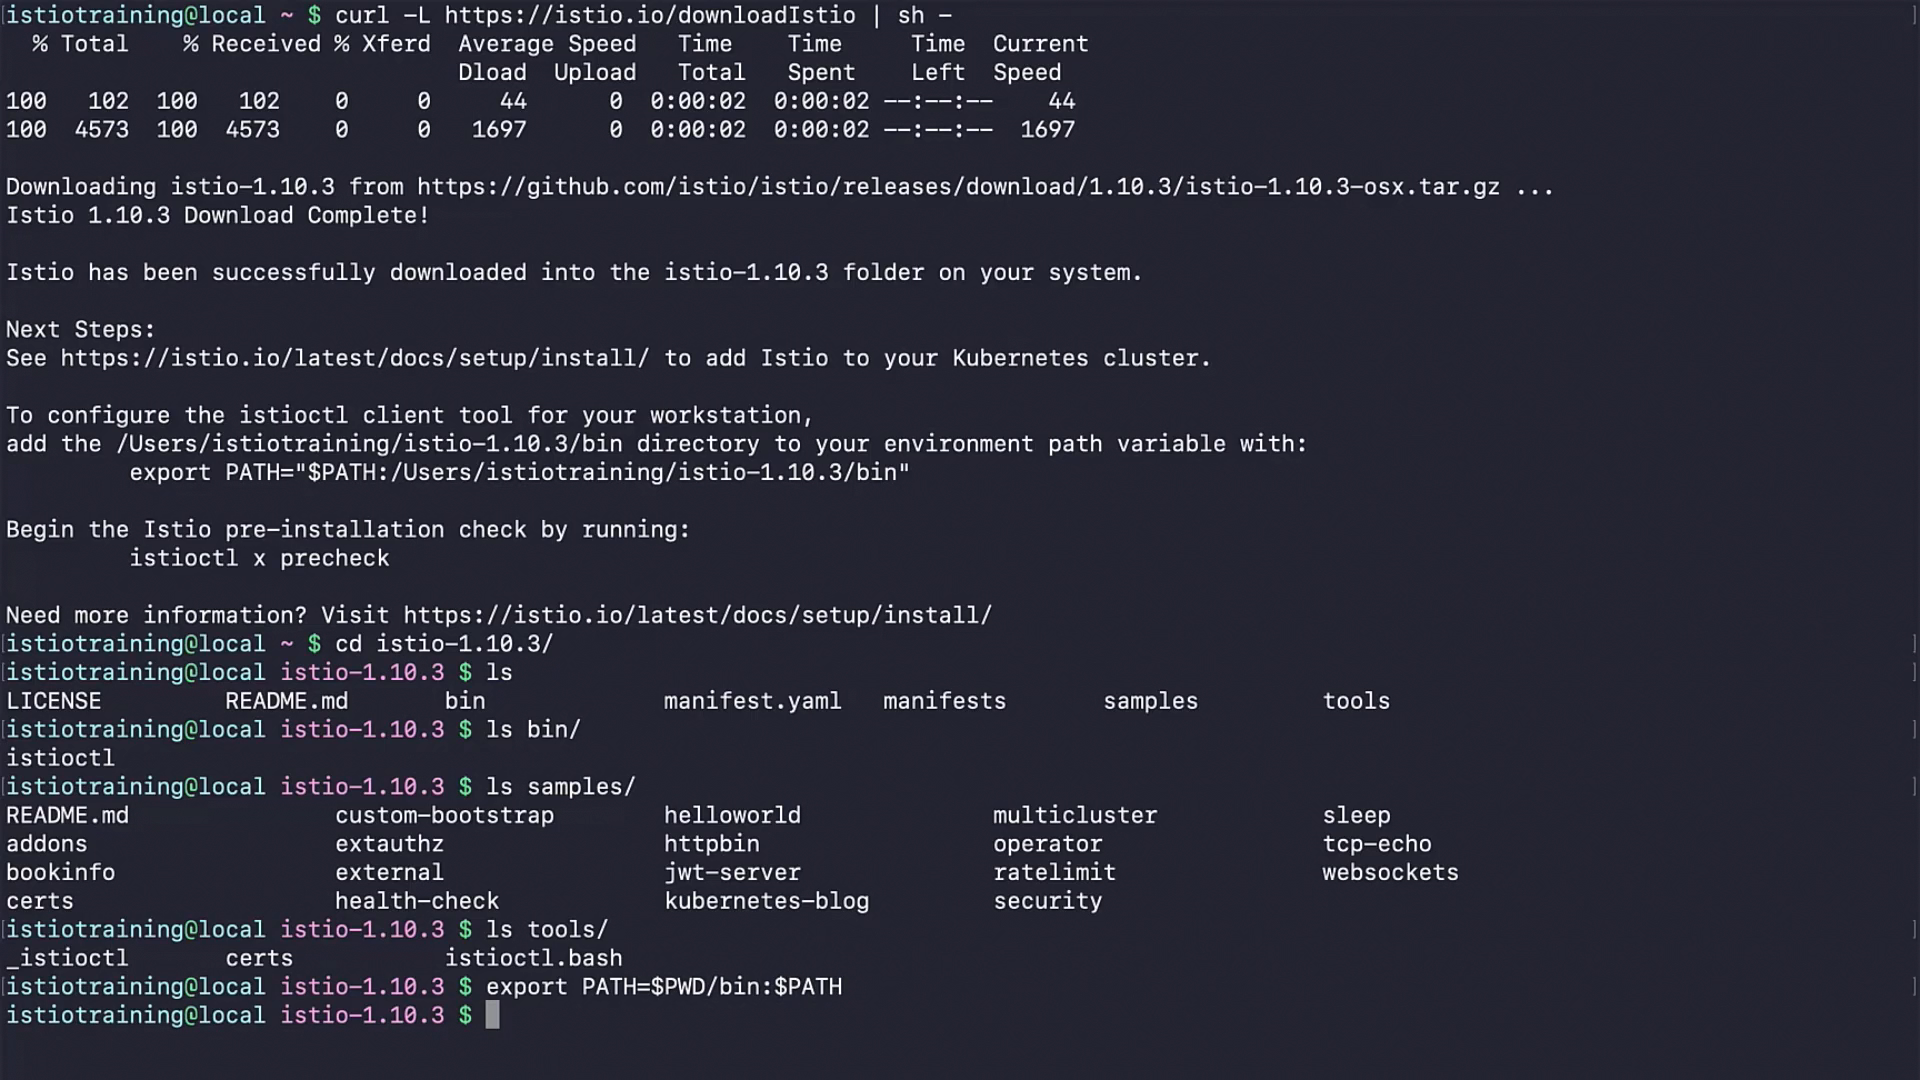 istiotraining@local ~ $ curl -L https://istio.io/downloadIstio | sh -
  % Total    % Received % Xferd  Average Speed   Time    Time     Time  Current
                                 Dload  Upload   Total   Spent    Left  Speed
100   102  100   102    0     0     44      0  0:00:02  0:00:02 --:--:--    44
100  4573  100  4573    0     0   1697      0  0:00:02  0:00:02 --:--:--  1697
Downloading istio-1.10.3 from https://github.com/istio/istio/releases/download/1.10.3/istio-1.10.3-osx.tar.gz ...
Istio 1.10.3 Download Complete!
Istio has been successfully downloaded into the istio-1.10.3 folder on your system.
Next Steps:
See https://istio.io/latest/docs/setup/install/ to add Istio to your Kubernetes cluster.
To configure the istioctl client tool for your workstation,
add the /Users/istiotraining/istio-1.10.3/bin directory to your environment path variable with:
         export PATH="$PATH:/Users/istiotraining/istio-1.10.3/bin"
Begin the Istio pre-installation check by running:
         istioctl x precheck
Need more information? Visit https://istio.io/latest/docs/setup/install/
istiotraining@local ~ $ cd istio-1.10.3/
istiotraining@local istio-1.10.3 $ ls
LICENSE         README.md       bin             manifest.yaml   manifests       samples         tools
istiotraining@local istio-1.10.3 $ ls bin/
istioctl
istiotraining@local istio-1.10.3 $ ls samples/
README.md               custom-bootstrap        helloworld              multicluster            sleep
addons                  extauthz                httpbin                 operator                tcp-echo
bookinfo                external                jwt-server              ratelimit               websockets
certs                   health-check            kubernetes-blog         security
istiotraining@local istio-1.10.3 $ ls tools/
_istioctl       certs           istioctl.bash
istiotraining@local istio-1.10.3 $ export PATH=$PWD/bin:$PATH
istiotraining@local istio-1.10.3 $